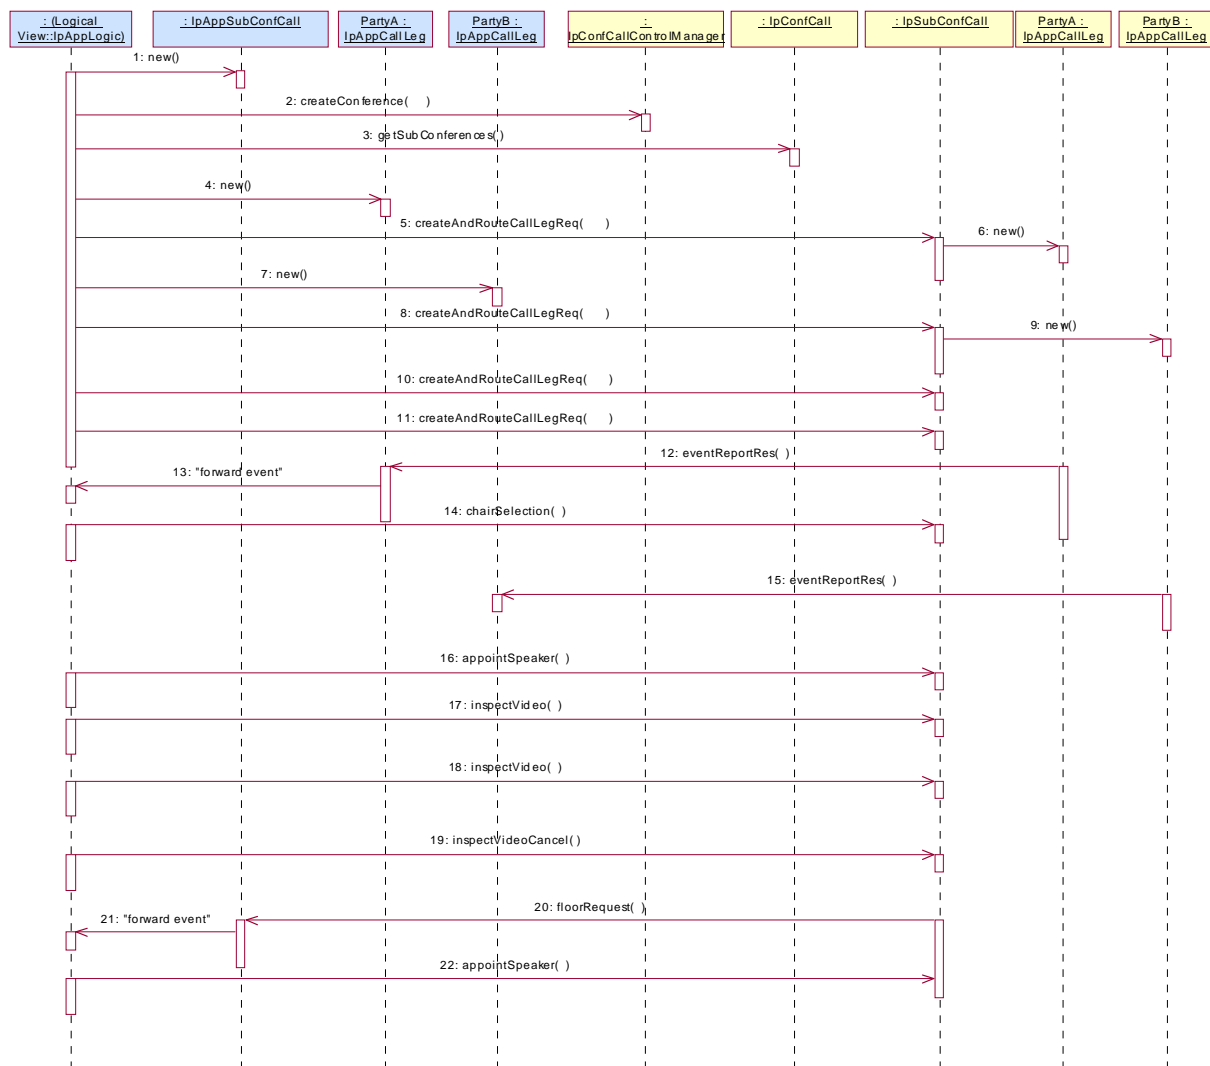 : (Logical
View::IpAppLogic)
: IpAppSubConfCall
PartyA :
IpAppCallLeg
PartyB :
IpAppCallLeg
:
IpConfCallControlManager
: IpConfCall
: IpSubConfCall
PartyA :
IpAppCallLeg
PartyB :
IpAppCallLeg
1: new()
2: createConference( )
3: getSubConferences( )
4: new()
5: createAndRouteCallLegReq( )
6: new()
7: new()
8: createAndRouteCallLegReq( )
9: new()
10: createAndRouteCallLegReq( )
11: createAndRouteCallLegReq( )
12: eventReportRes( )
13: "forward event"
14: chairSelection( )
15: eventReportRes( )
16: appointSpeaker( )
17: inspectVideo( )
18: inspectVideo( )
19: inspectVideoCancel( )
20: floorRequest( )
21: "forward event"
22: appointSpeaker( )